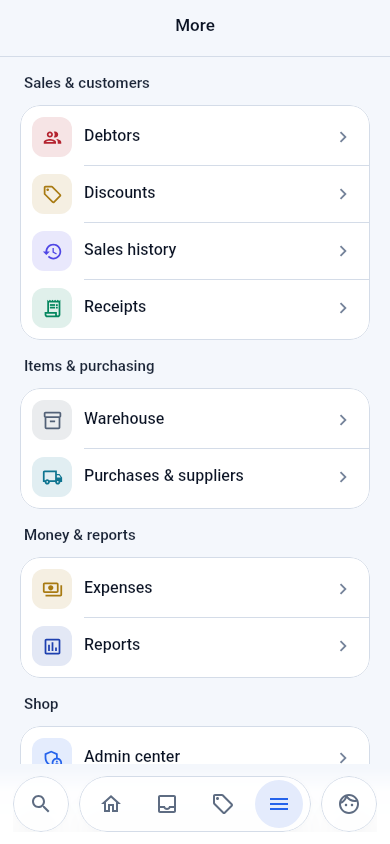 More
Sales & customers
Debtors
Discounts
Sales history
Receipts
Items & purchasing
Warehouse
Purchases & suppliers
Money & reports
Expenses
Reports
Shop
Admin center